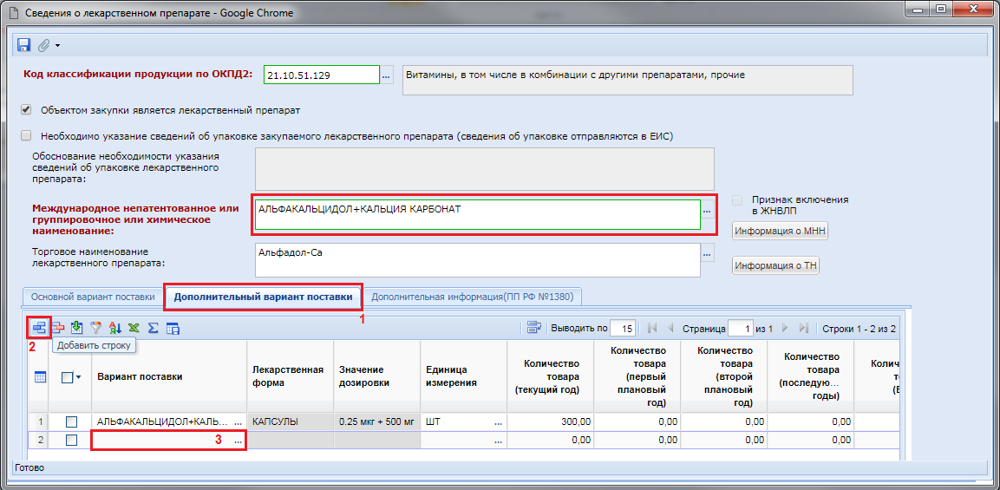 Сведения о лекарственном препарате - Google Chrome
Код классификации продукции по ОКПД2:
21.10.51.129
...
Витамины, в том числе в комбинации с другими препаратами, прочие
Объектом закупки является лекарственный препарат
Необходимо указание сведений об упаковке закупаемого лекарственного препарата (сведения об упаковке отправляются в ЕИС)
Обоснование необходимости указания
сведений об упаковке лекарственного
препарата:
Международное непатентованное или
группировочное или химическое
наименование:
АЛЬФАКАЛЬЦИДОЛ+КАЛЬЦИЯ КАРБОНАТ
...
Признак включения
в ЖНВЛП
Информация о МНН
Торговое наименование
лекарственного препарата:
Альфадол-Са
...
Информация о ТН
Основной вариант поставки
Дополнительный вариант поставки
Дополнительная информация(ПП РФ №1380)
1
2
Добавить строку
Выводить по
15
Страница
1
из 1
Строки 1 - 2 из 2
Вариант поставки
Лекарственная
форма
Значение
дозировки
Единица
измерения
Количество
товара
(текущий год)
Количество
товара
(первый
плановый
год)
Количество
товара
(второй
плановый
год)
Количество
товара
(последую...
годы)
1
АЛЬФАКАЛЬЦИДОЛ+КАЛЬ... ...
КАПСУЛЫ
0.25 мкг + 500 мг
ШТ ...
300,00
0,00
0,00
0,00
2
3 ...
...
0,00
0,00
0,00
0,00
Готово